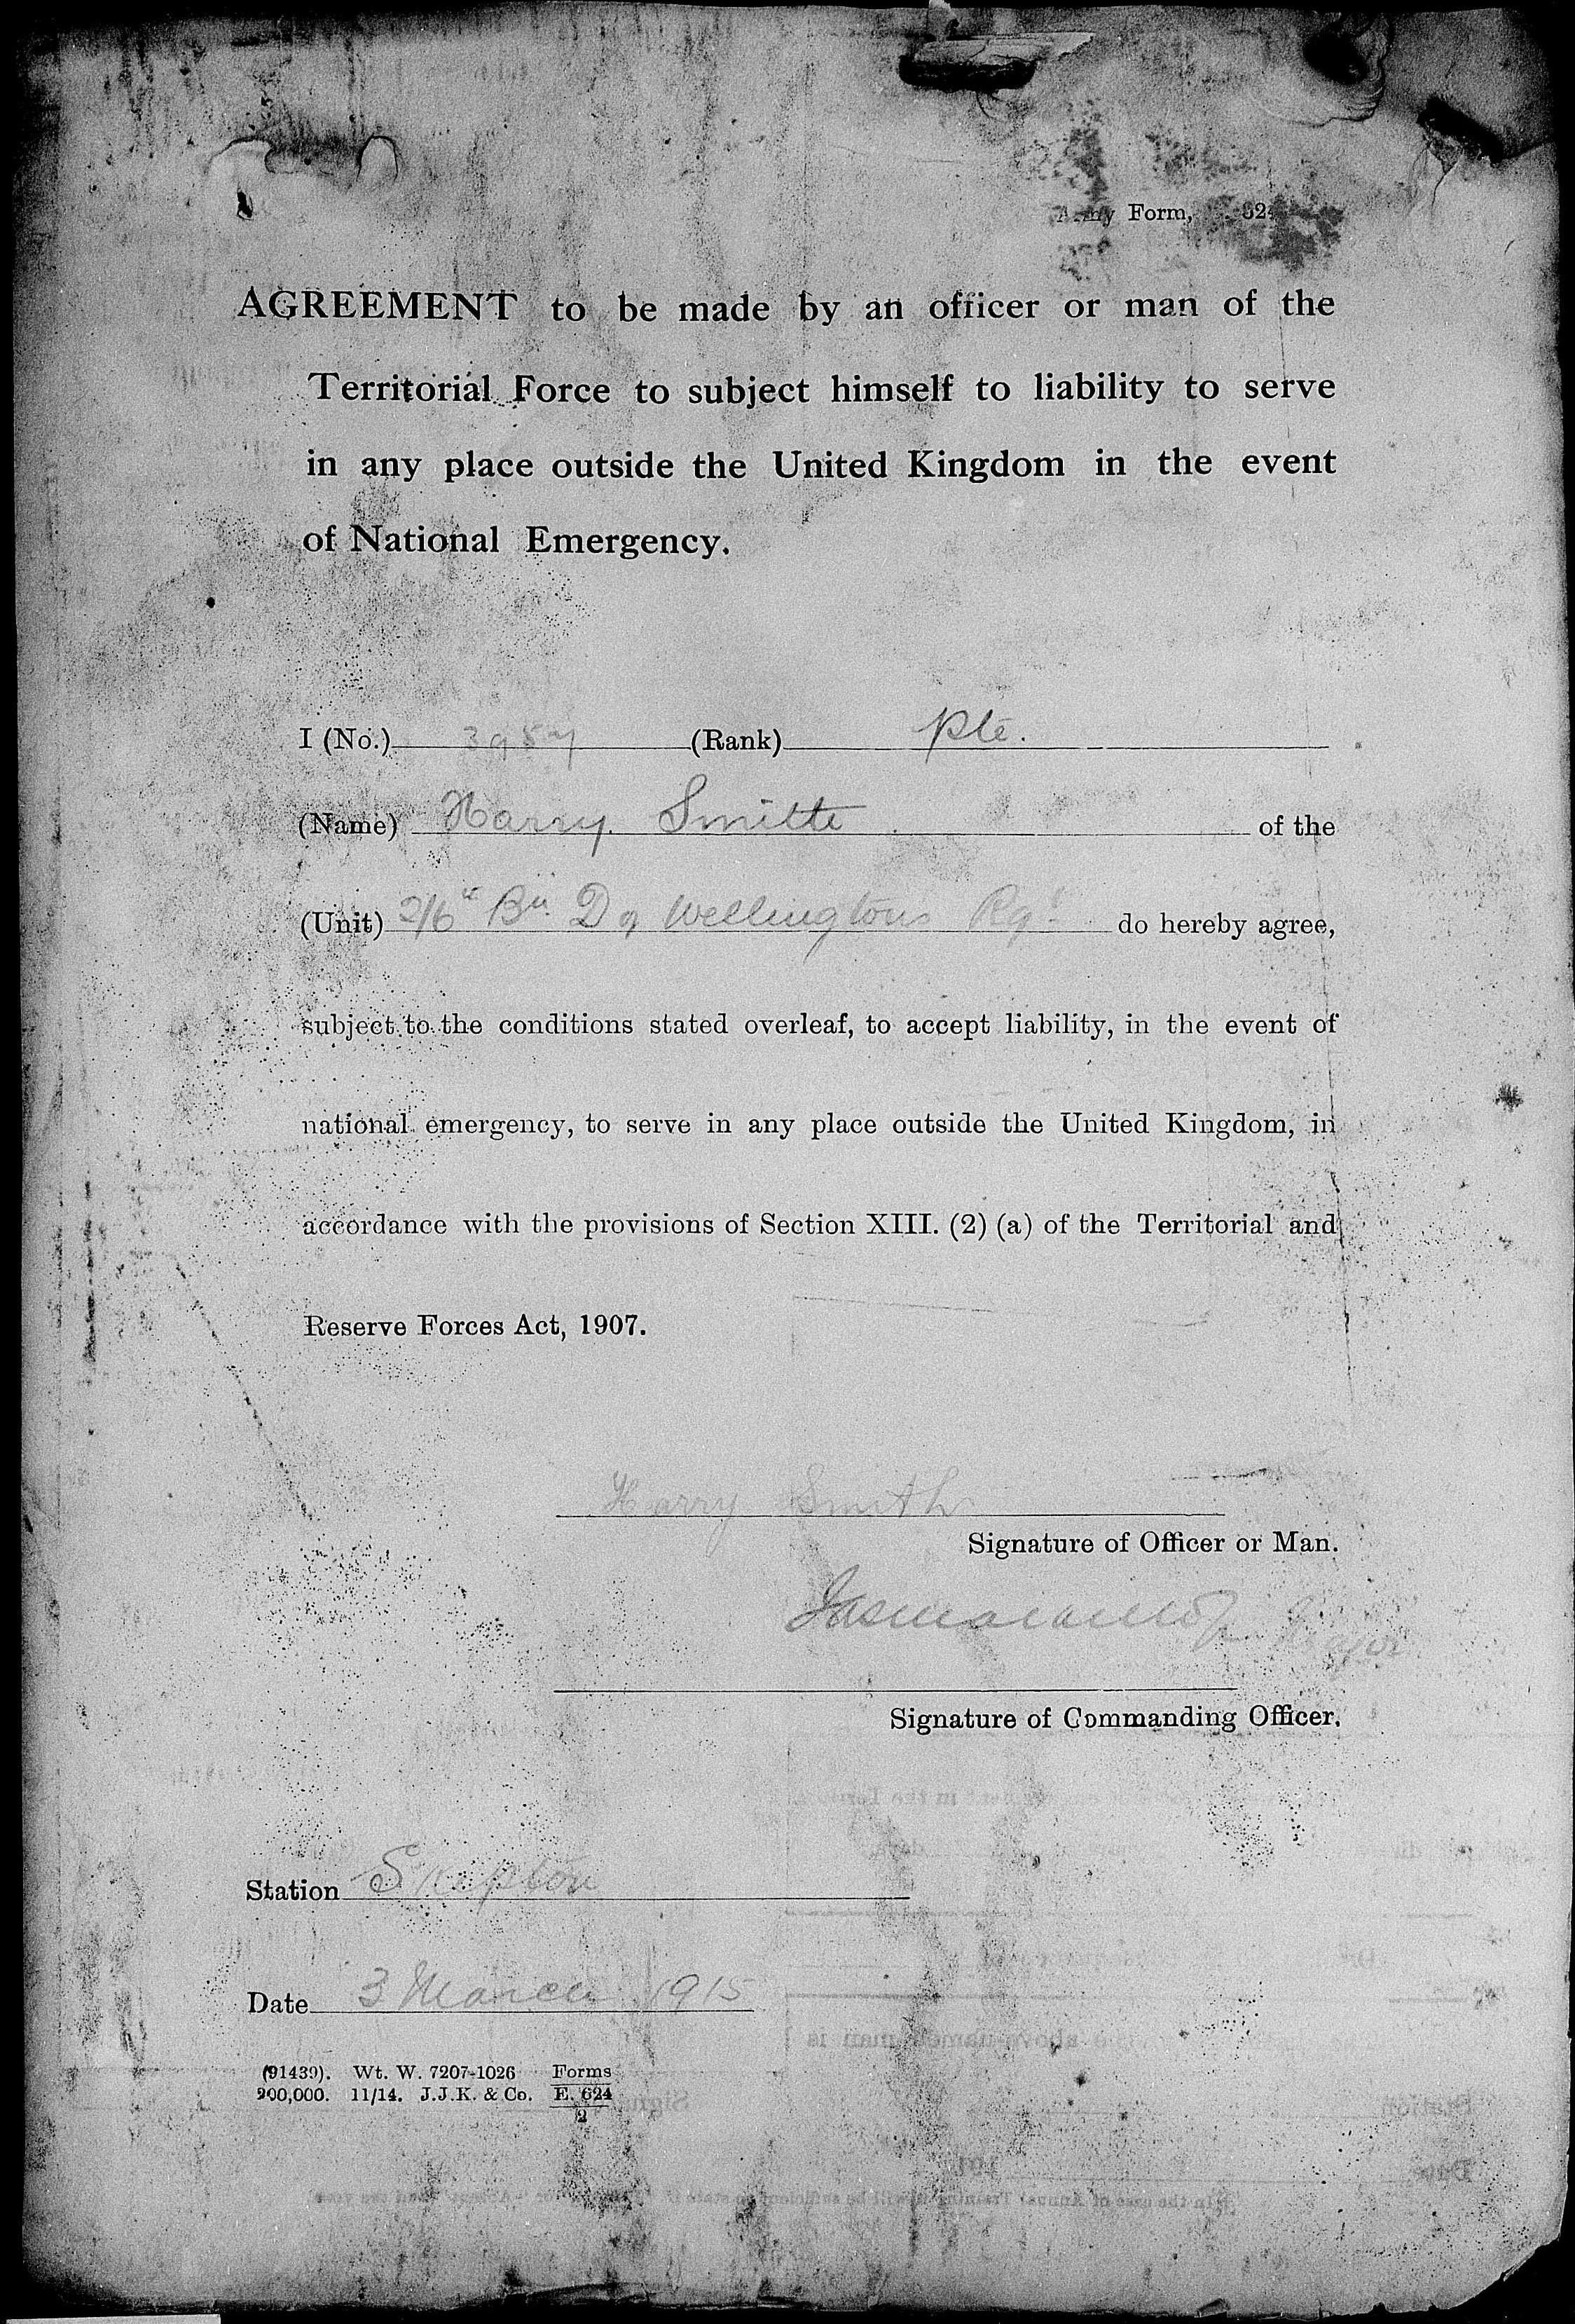 Army Form,
AGREEMENT to be made by an officer or man of the
Territorial Force to subject himself to liability to serve
in any place outside the United Kingdom in the event
of National Emergency.
I (No.) 3957 (Rank) Pte.
(Name) Harry Smith of the
(Unit) 2/6th Bn. D of Wellingtons Rgt do hereby agree,
subject to the conditions stated overleaf, to accept liability, in the event of
national emergency, to serve in any place outside the United Kingdom, in
accordance with the provisions of Section XIII. (2) (a) of the Territorial and
Reserve Forces Act, 1907.
Harry Smith
Signature of Officer or Man.
Major
Signature of Commanding Officer.
Station Skipton
Date 3 March 1915
(91439). Wt. W. 7207-1026 Forms
200,000. 11/14. J.J.K. & Co. E. 624
2